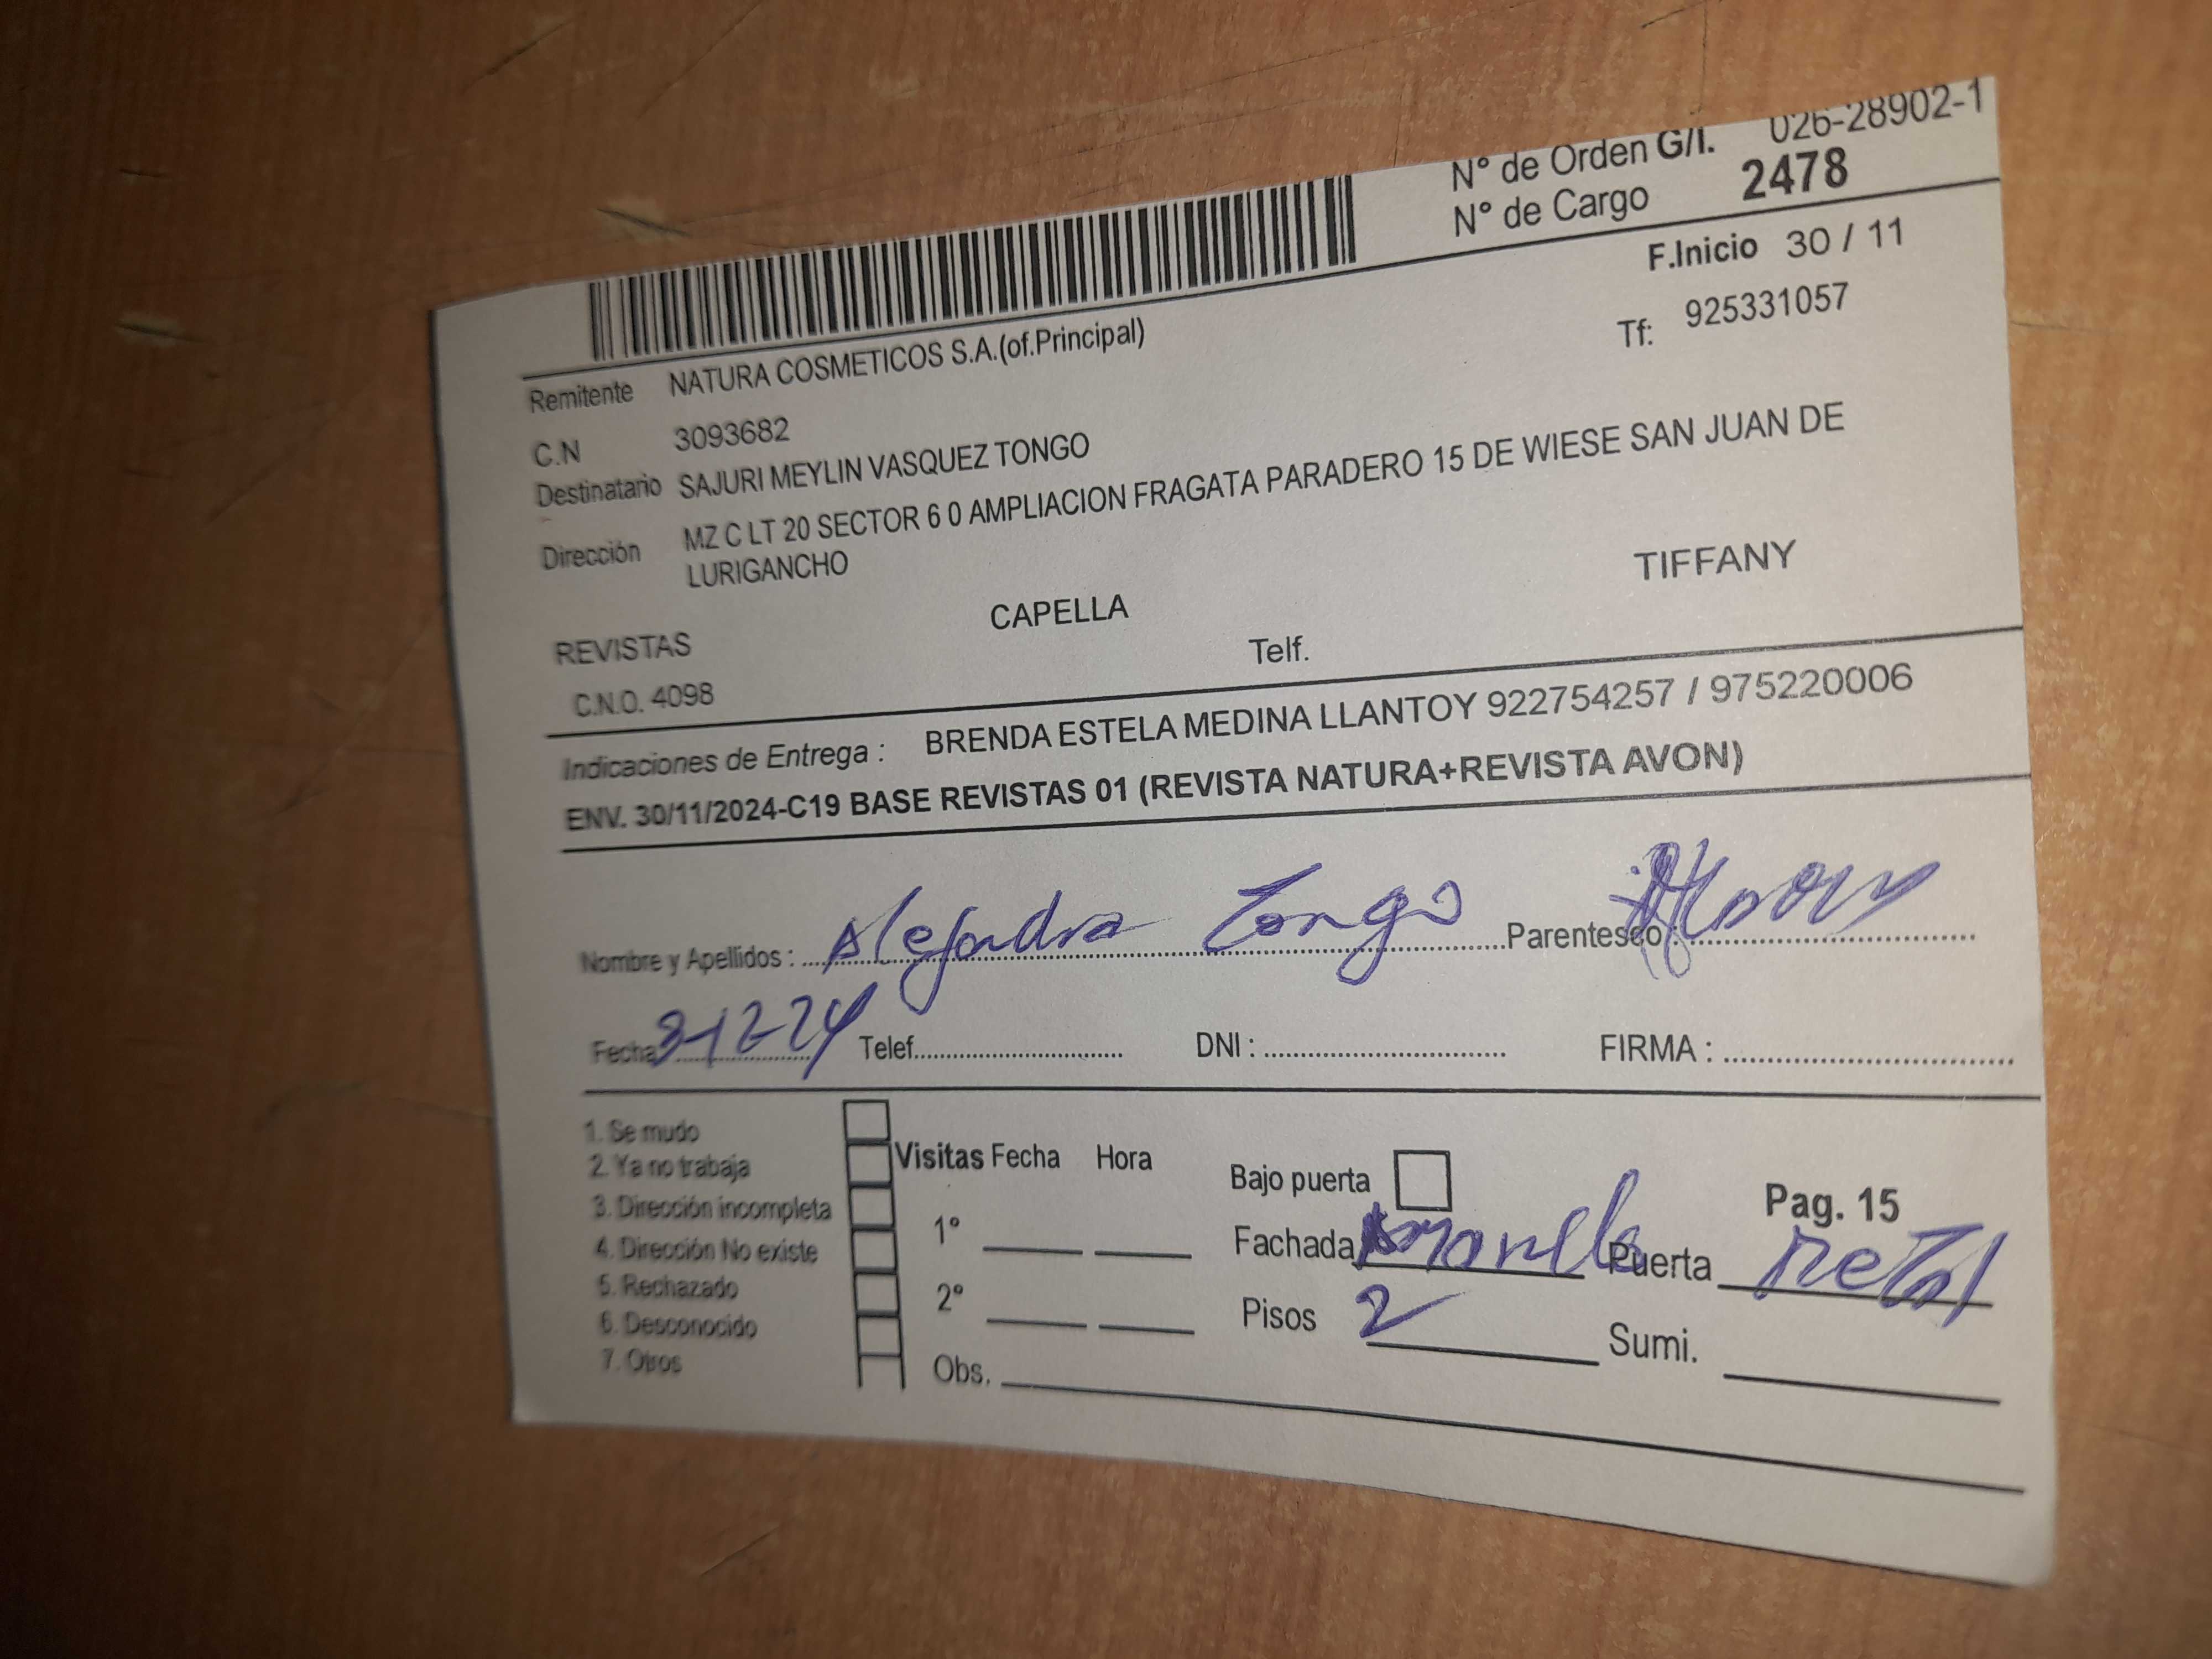 N° de Orden G/I. 026-28902-1
N° de Cargo 2478
F.Inicio 30 / 11
Remitente NATURA COSMETICOS S.A.(of.Principal) Tf: 925331057
C.N 3093682
Destinatario SAJURI MEYLIN VASQUEZ TONGO
Dirección MZ C LT 20 SECTOR 6 0 AMPLIACION FRAGATA PARADERO 15 DE WIESE SAN JUAN DE
LURIGANCHO
REVISTAS CAPELLA TIFFANY
C.N.O. 4098 Telf.
Indicaciones de Entrega : BRENDA ESTELA MEDINA LLANTOY 922754257 / 975220006
ENV. 30/11/2024-C19 BASE REVISTAS 01 (REVISTA NATURA+REVISTA AVON)
Nombre y Apellidos : Alejandra Tongo Parentesco :
Fecha 3-12-24 Telef. DNI : FIRMA :
1. Se mudo
2. Ya no trabaja
3. Dirección incompleta
4. Dirección No existe
5. Rechazado
6. Desconocido
7. Otros
Visitas Fecha Hora
1°
2°
Obs.
Bajo puerta Pag. 15
Fachada Puerta Metal
Pisos 2 Sumi.